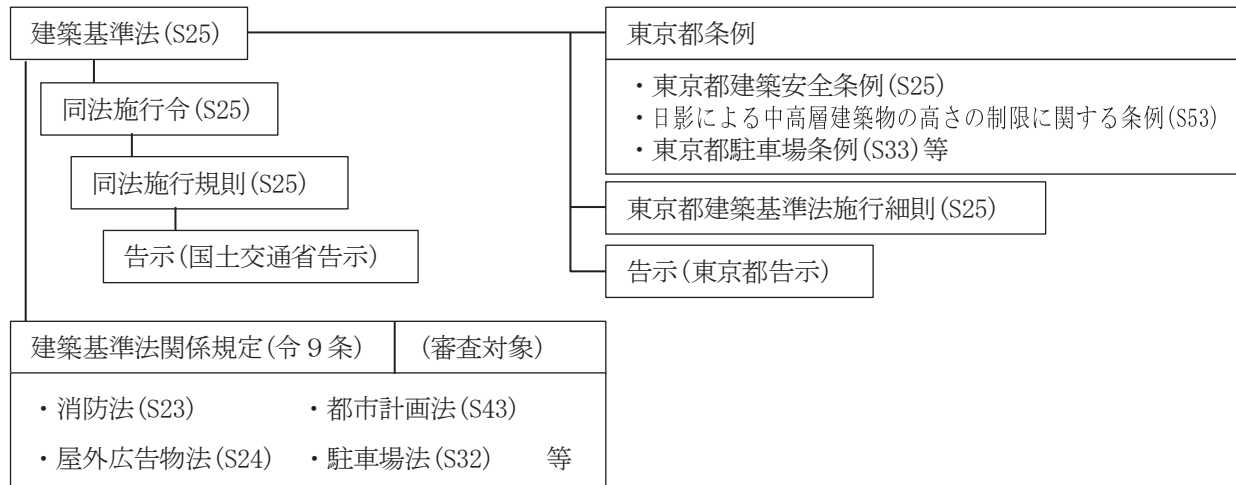 建築基準法(S25)
同法施行令(S25)
同法施行規則(S25)
告示(国土交通省告示)
東京都条例
・東京都建築安全条例(S25)
・日影による中高層建築物の高さの制限に関する条例(S53)
・東京都駐車場条例(S33)等
東京都建築基準法施行細則(S25)
告示(東京都告示)
建築基準法関係規定(令9条) (審査対象)
・消防法(S23) ・都市計画法(S43)
・屋外広告物法(S24) ・駐車場法(S32) 等